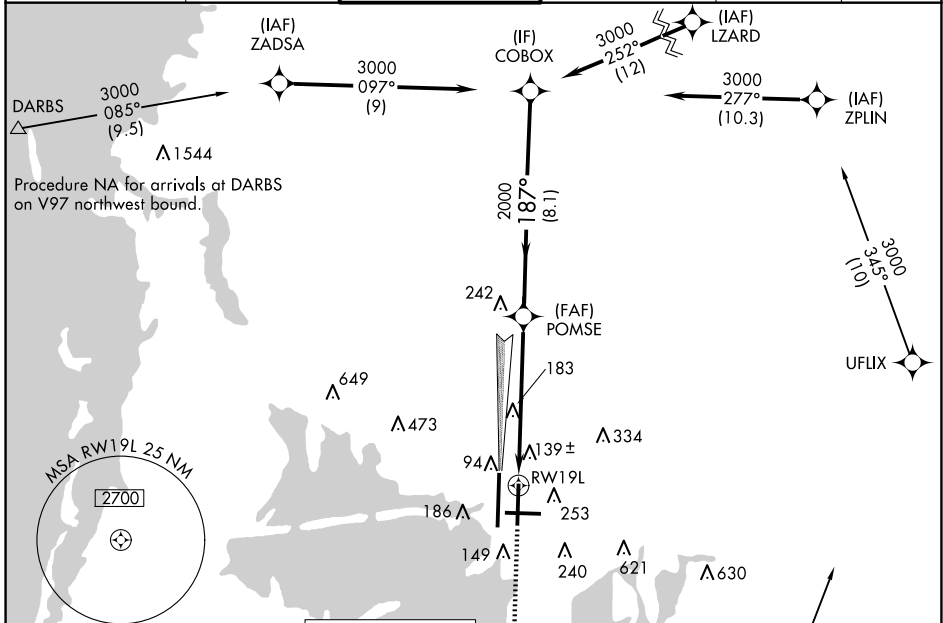 (IAF)
ZADSA
(IF)
COBOX
(IAF)
LZARD
3000
252°
(12)
3000
097°
(9)
3000
277°
(10.3)
(IAF)
ZPLIN
DARBS
3000
085°
(9.5)
1544
Procedure NA for arrivals at DARBS
on V97 northwest bound.
2000
187°
(8.1)
3000
345°
(10)
242
(FAF)
POMSE
UFLIX
183
649
473
334
139±
94
RW19L
MSA RW19L 25 NM
2700
186
253
149
240
621
630